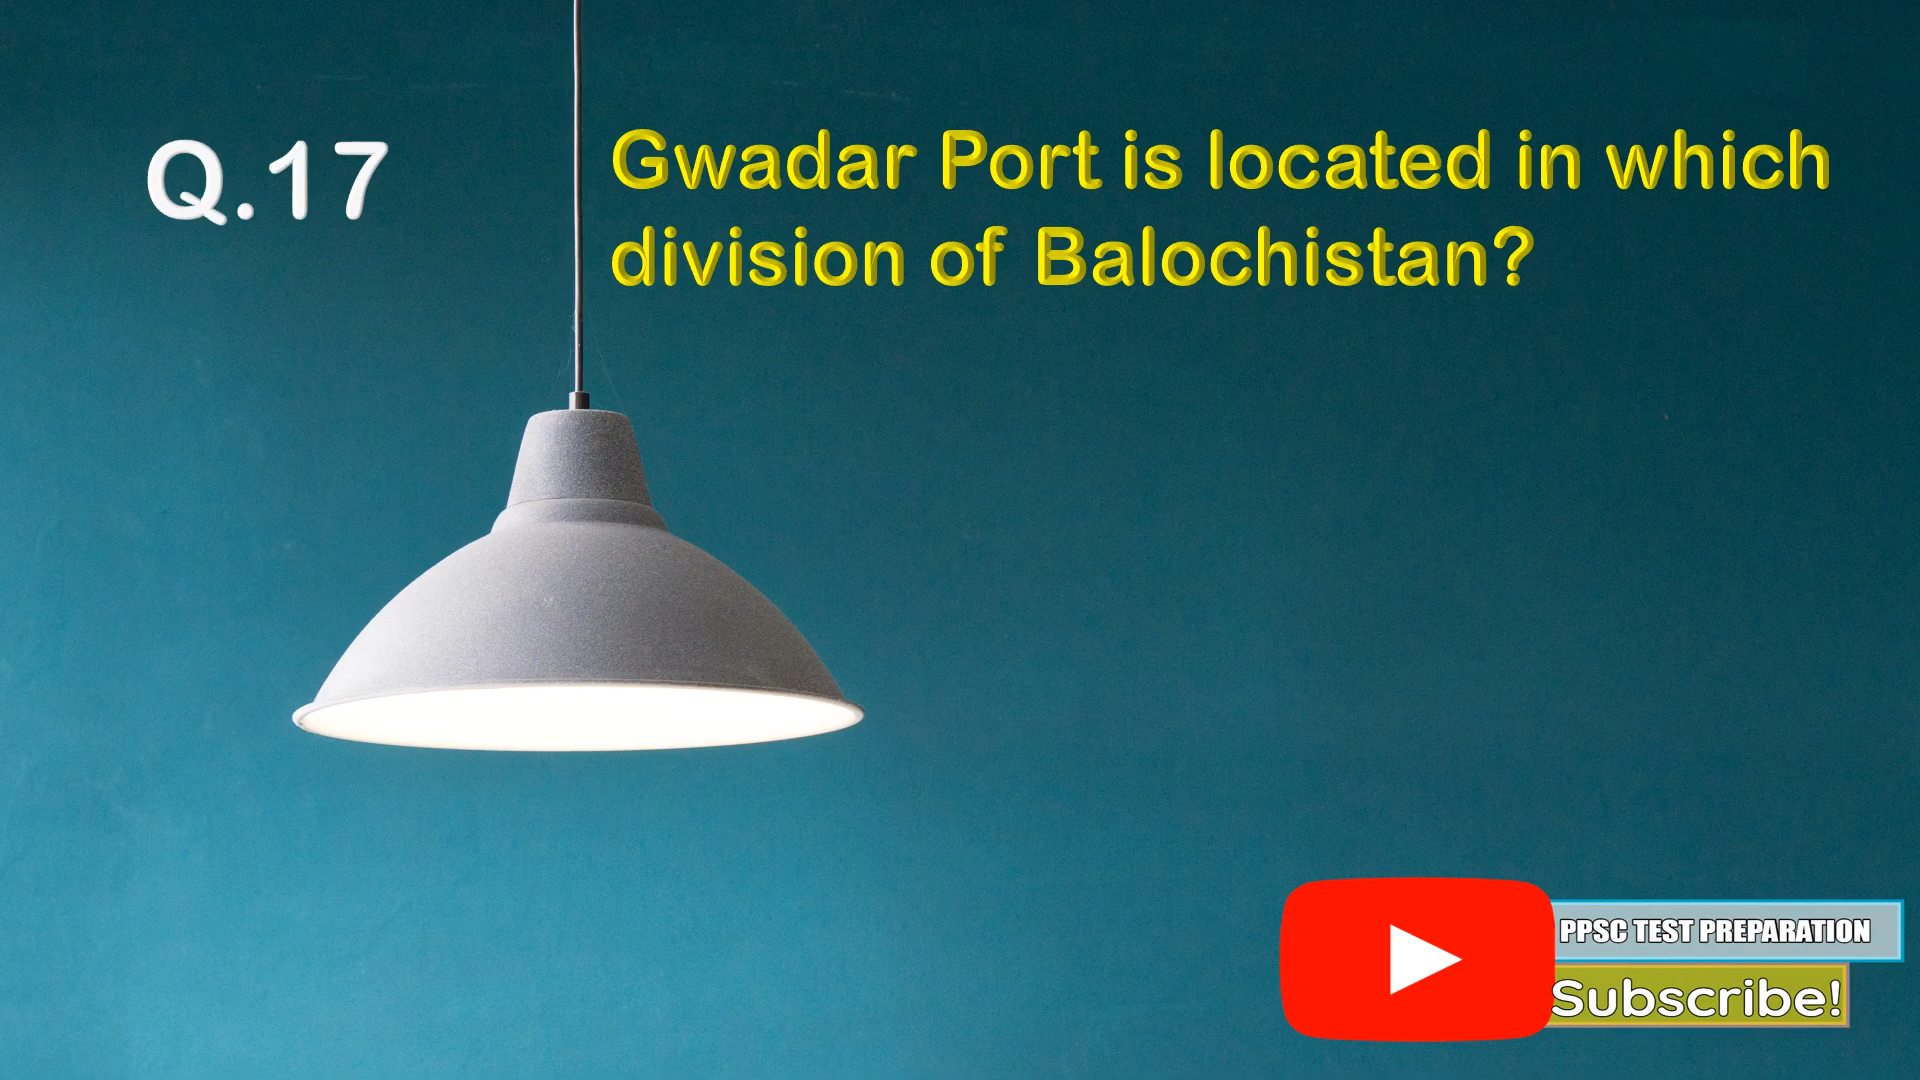 Q.17
Gwadar Port is located in which
division of Balochistan?
PPSC TEST PREPARATION
Subscribe!